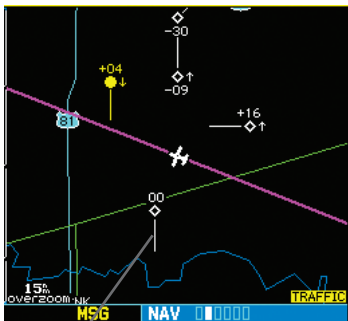 -30
+04
-09
81
+16
00
15nm
overzoom NK
TRAFFIC
MSG
NAV